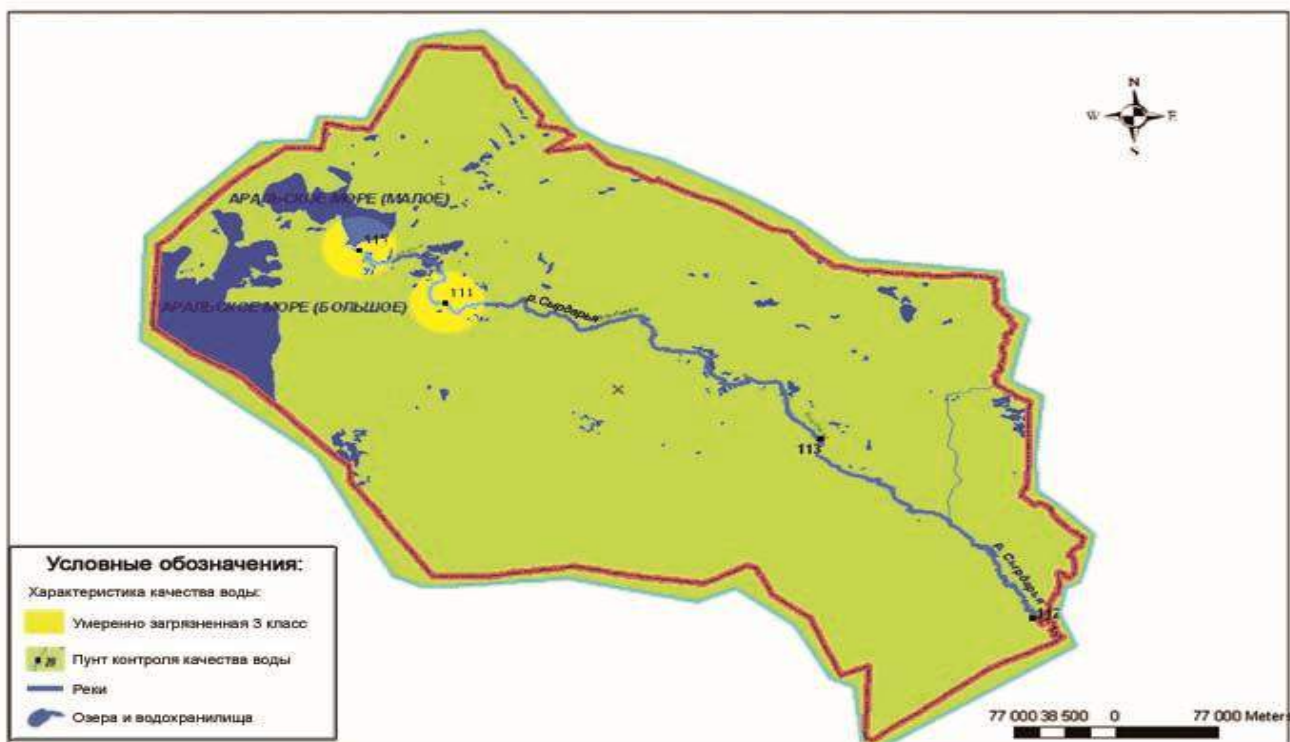 N
W E
S
АРАЛЬСКОЕ МОРЕ (МАЛОЕ)
111
АРАЛЬСКОЕ МОРЕ (БОЛЬШОЕ)
р.Сырдарья
113
р. Сырдарья
Условные обозначения:
Характеристика качества воды:
Умеренно загрязненная 3 класс
Пунт контроля качества воды
Реки
Озера и водохранилища
77 000 38 500 0 77 000 Meters